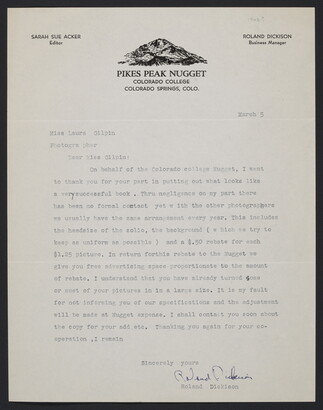 SARAH SUE ACKER
Editor
ROLAND DICKISON
Business Manager
PIKES PEAK NUGGET
COLORADO COLLEGE
COLORADO SPRINGS, COLO.
March 3
Miss Laura Gilpin
Dear Miss Gilpin:
On behalf of the Colorado college Nugget, I want
to thank you for your part in putting out what looks like
a very successful book. Thru negligence on my part there
has been no formal contact yet with the other photographers
we usually have the same arrangement every year. This includes
the headsize of the malls, the background ( which we try to
keep as uniform as possible ) and a $.50 rebate for each
$1.25 picture. In return for this rebate to the Nugget we
give you free advertising space proportionate to the amount
of rebate. I understand that you have already turned some
or most of your pictures in in a large size. It is my fault
for not informing you of our specifications and the adjustment
will be made at Nugget expense. I shall contact you soon about
the copy for your add etc. Thanking you again for your co-
operation ,I remain
Sincerely yours
Roland Dickison
Roland Dickison